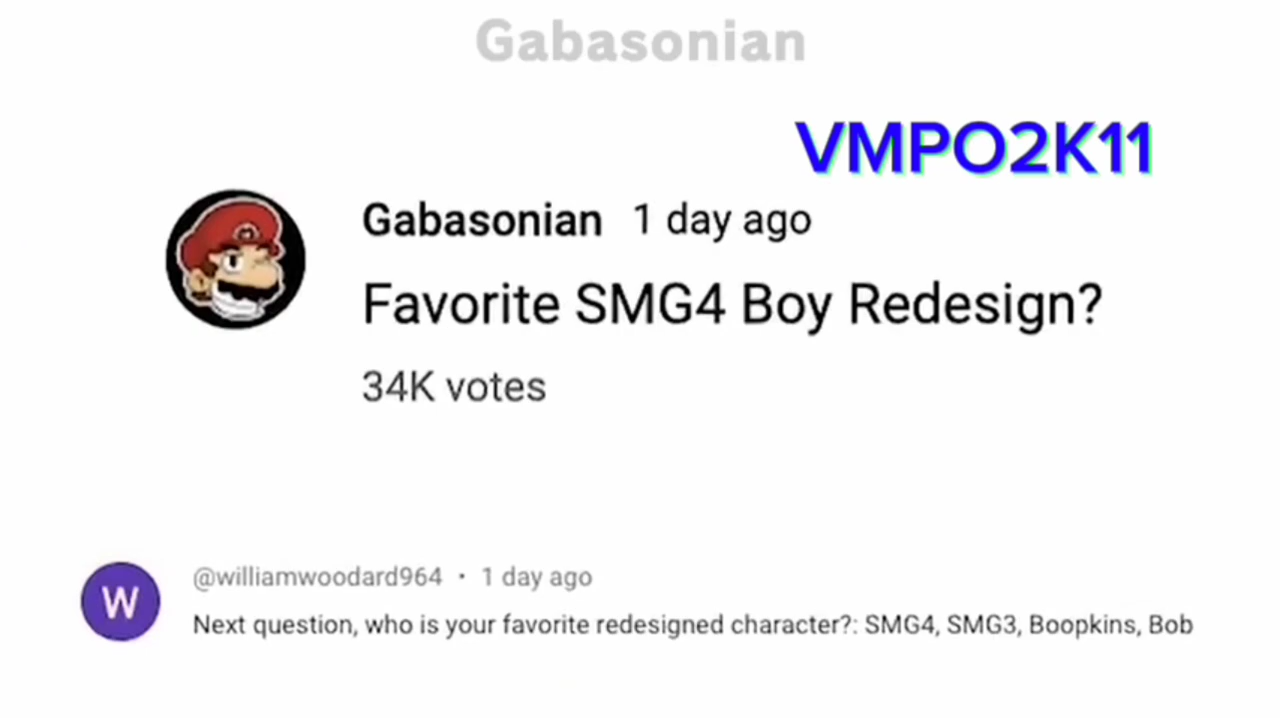 Gabasonian
VMPO2K11
Gabasonian 1 day ago
Favorite SMG4 Boy Redesign?
34K votes
W
@williamwoodard964 • 1 day ago
Next question, who is your favorite redesigned character?: SMG4, SMG3, Boopkins, Bob